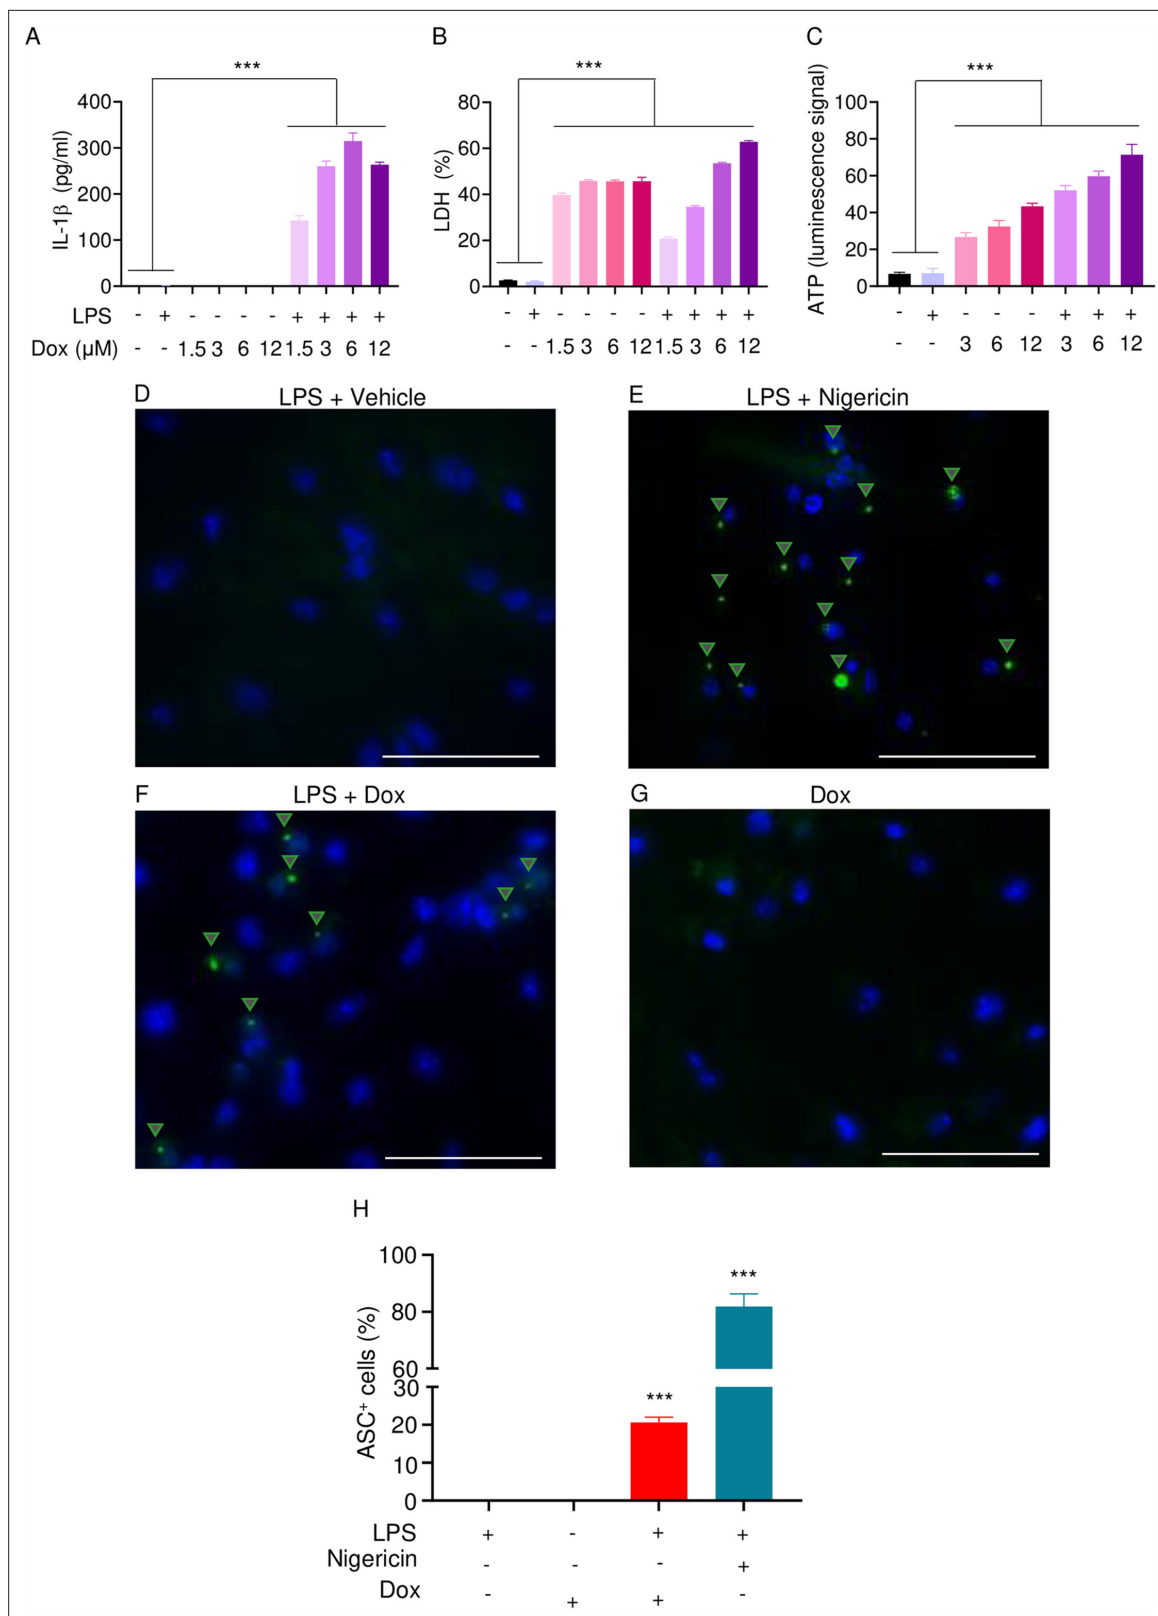 A
***
IL-1β (pg/ml)
400
300
200
100
0
LPS - + - - - - + + + +
Dox (µM) - - 1.5 3 6 12 1.5 3 6 12
B
***
LDH (%)
80
60
40
20
0
- + - - - - + + + +
- - 1.5 3 6 12 1.5 3 6 12
C
***
ATP (luminescence signal)
100
80
60
40
20
0
- + - - - + + +
- - 3 6 12 3 6 12
D
LPS + Vehicle
E
LPS + Nigericin
F
LPS + Dox
G
Dox
H
ASC⁺ cells (%)
100
80
60
30
20
10
0
***
***
LPS + - + +
Nigericin - - - +
Dox - + + -